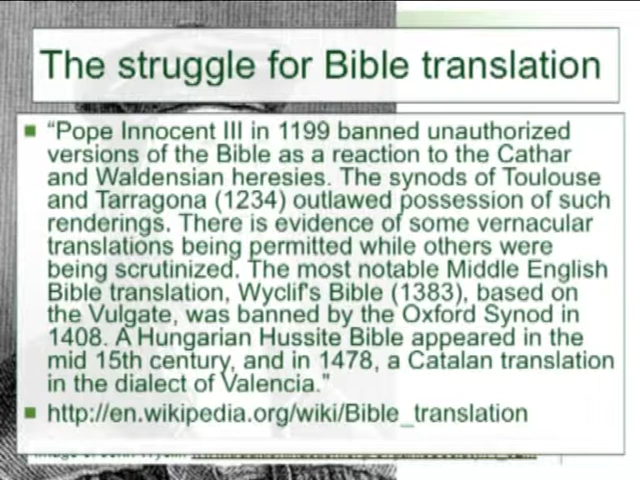 The struggle for Bible translation
“Pope Innocent III in 1199 banned unauthorized
versions of the Bible as a reaction to the Cathar
and Waldensian heresies. The synods of Toulouse
and Tarragona (1234) outlawed possession of such
renderings. There is evidence of some vernacular
translations being permitted while others were
being scrutinized. The most notable Middle English
Bible translation, Wyclif's Bible (1383), based on
the Vulgate, was banned by the Oxford Synod in
1408. A Hungarian Hussite Bible appeared in the
mid 15th century, and in 1478, a Catalan translation
in the dialect of Valencia."
http://en.wikipedia.org/wiki/Bible_translation